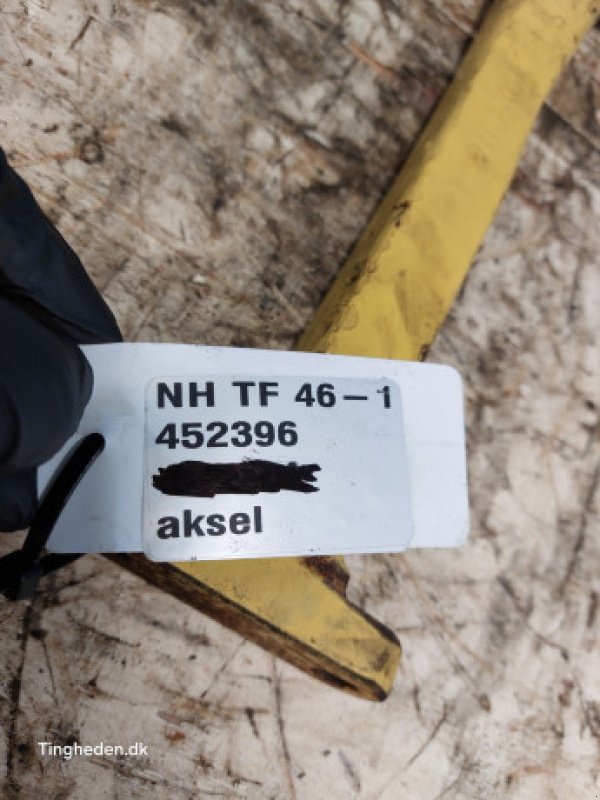 NH TF 46-1
452396
aksel
Tingheden.dk